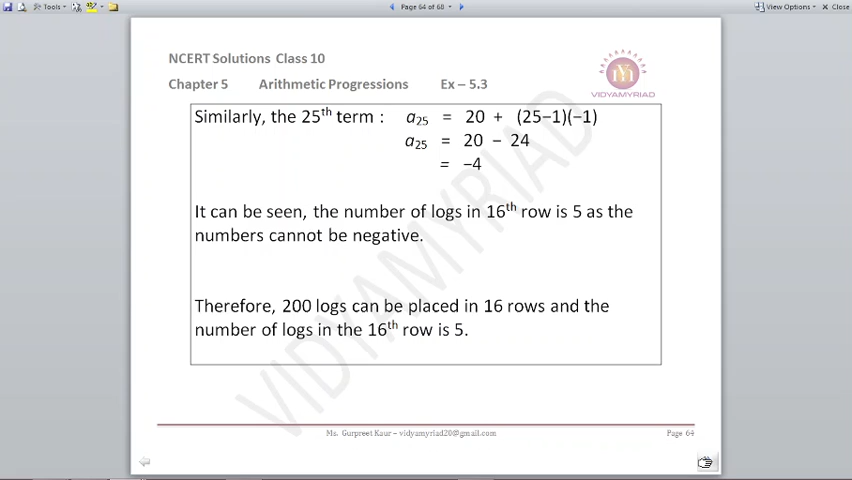 Tools
Page 64 of 68
View Options
Close
NCERT Solutions Class 10
Chapter 5 Arithmetic Progressions Ex – 5.3
VIDYAMYRIAD
Similarly, the 25th term : a25 = 20 + (25−1)(−1)
a25 = 20 − 24
= −4
It can be seen, the number of logs in 16th row is 5 as the
numbers cannot be negative.
Therefore, 200 logs can be placed in 16 rows and the
number of logs in the 16th row is 5.
VIDYAMYRIAD
Ms. Gurpreet Kaur – vidyamyriad20@gmail.com Page 64